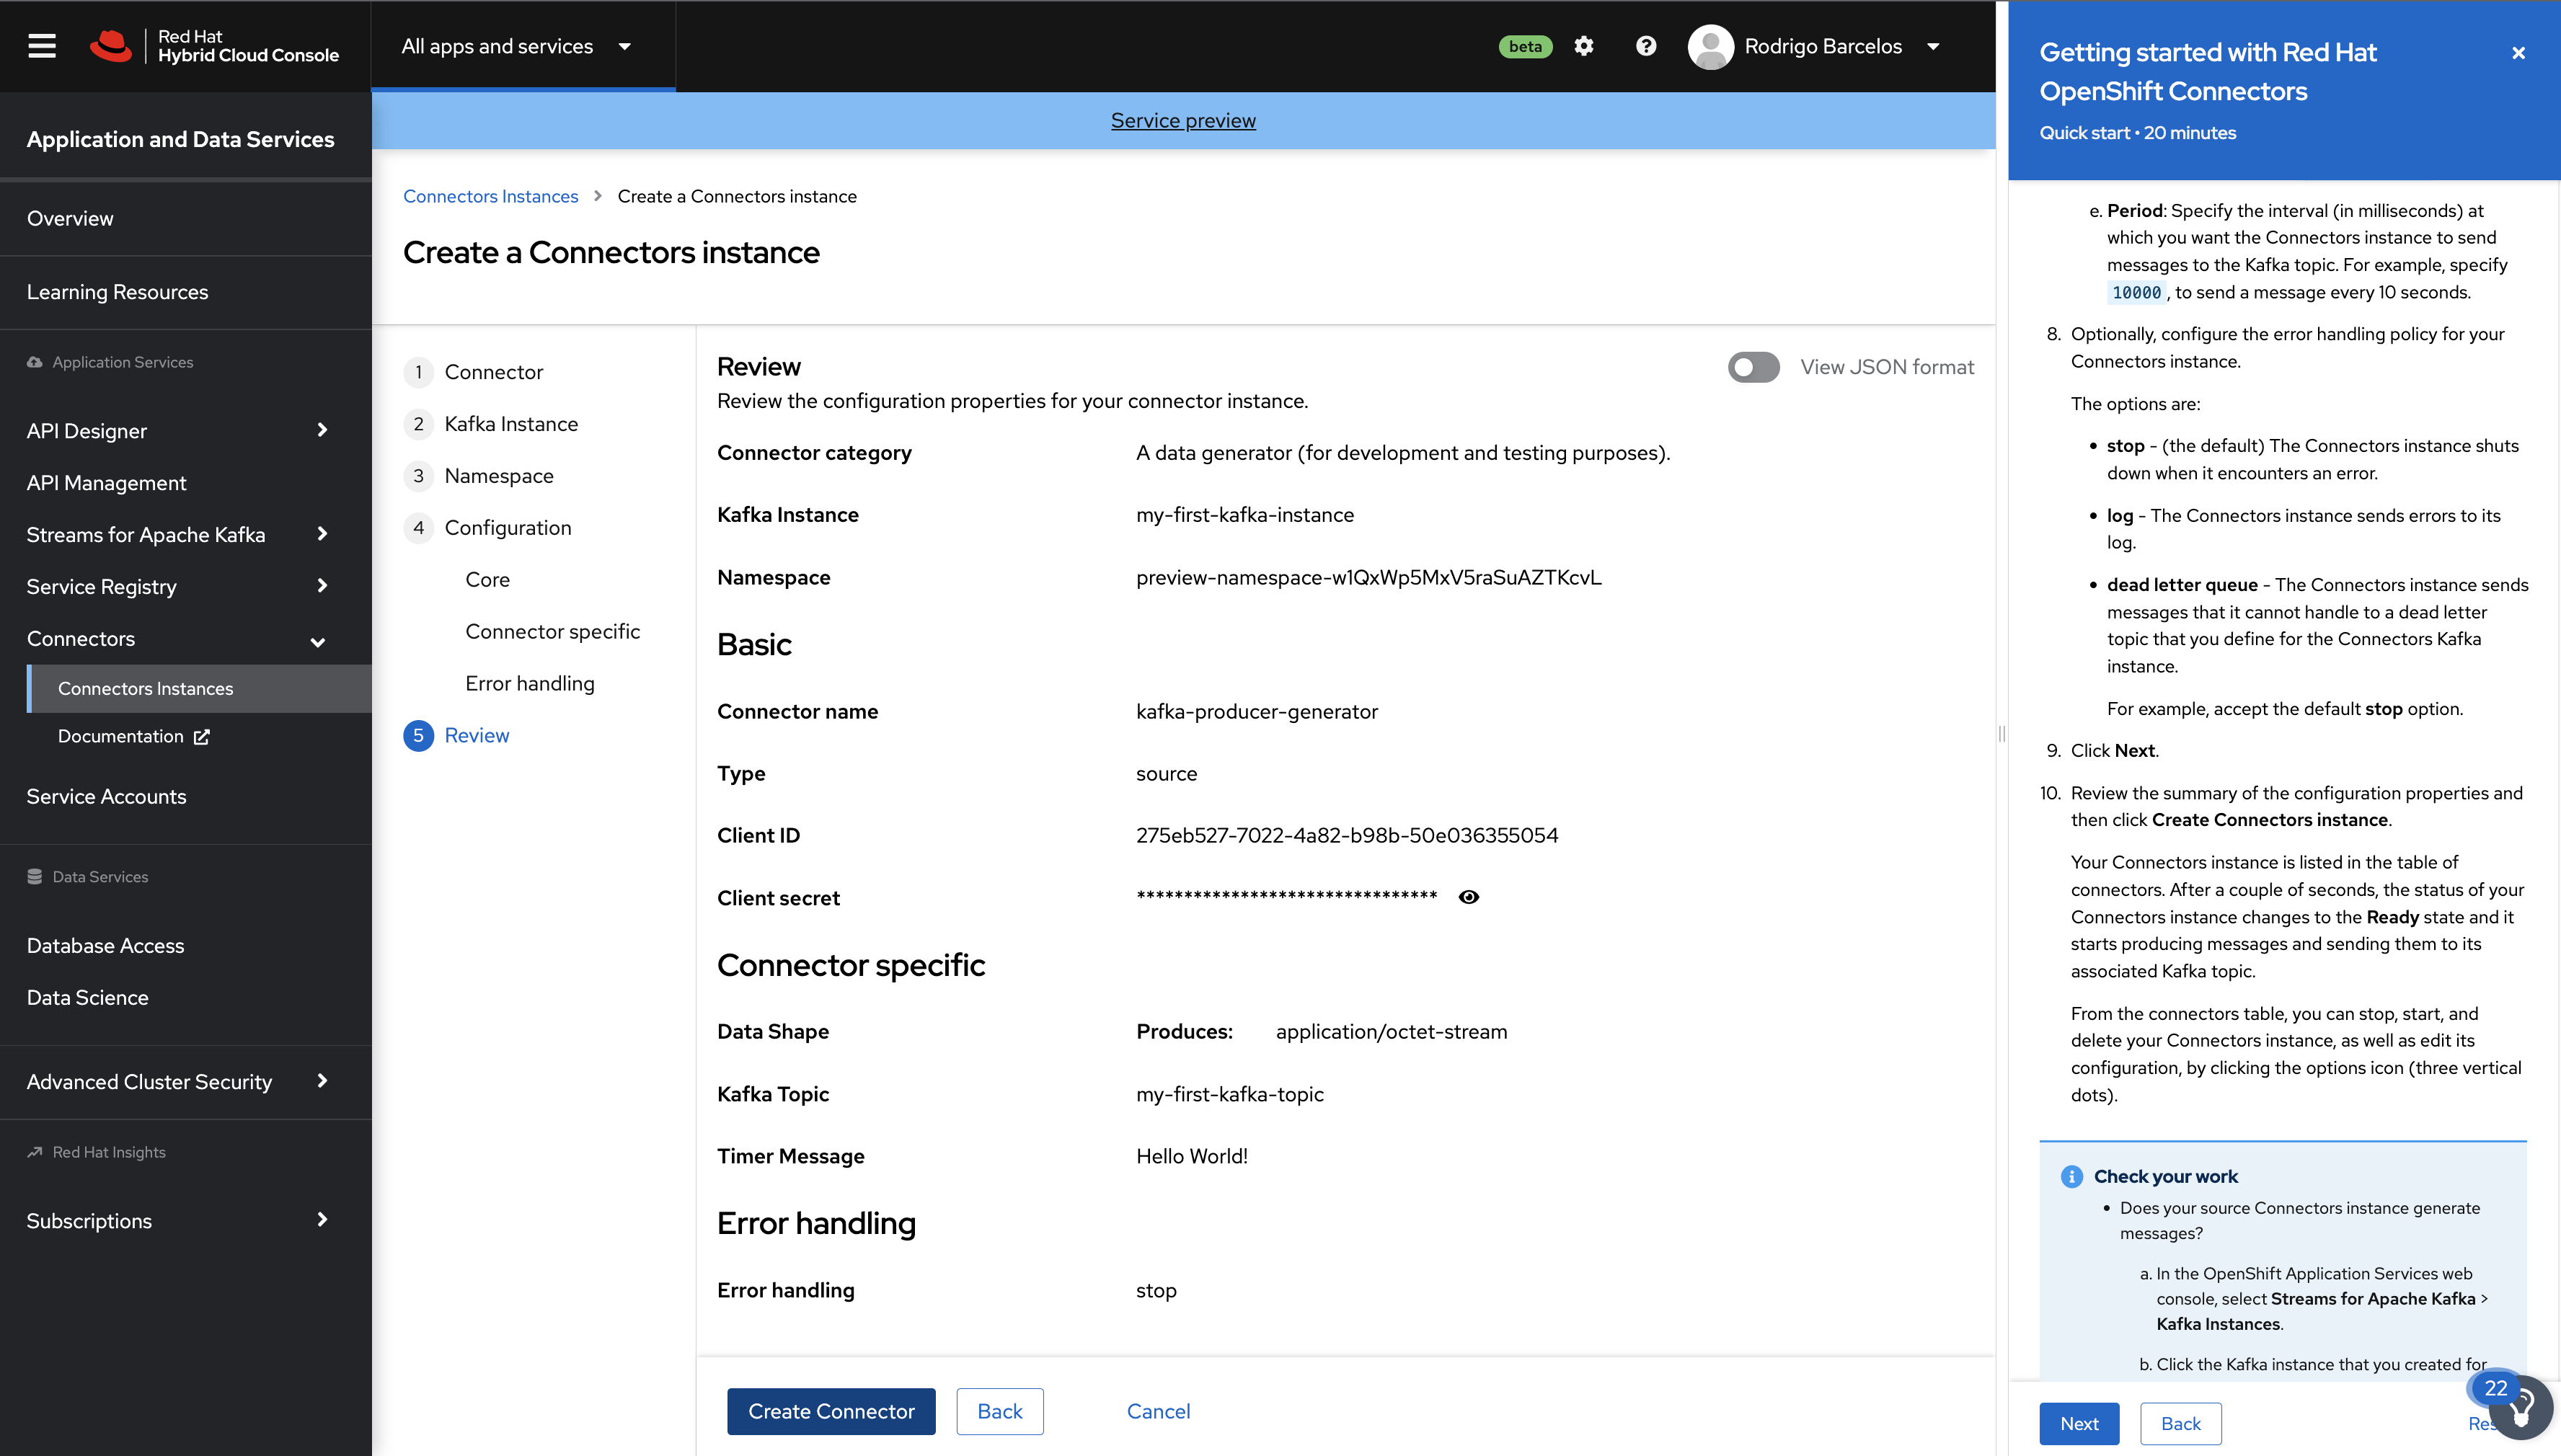 Red Hat
Hybrid Cloud Console
All apps and services
beta
Rodrigo Barcelos
Application and Data Services
Overview
Learning Resources
Application Services
API Designer
API Management
Streams for Apache Kafka
Service Registry
Connectors
Connectors Instances
Documentation
Service Accounts
Data Services
Database Access
Data Science
Advanced Cluster Security
Red Hat Insights
Subscriptions
Service preview
Connectors Instances > Create a Connectors instance
Create a Connectors instance
1 Connector
2 Kafka Instance
3 Namespace
4 Configuration
Core
Connector specific
Error handling
5 Review
Review
View JSON format
Review the configuration properties for your connector instance.
Connector category A data generator (for development and testing purposes).
Kafka Instance my-first-kafka-instance
Namespace preview-namespace-w1QxWp5MxV5raSuAZTKcvL
Basic
Connector name kafka-producer-generator
Type source
Client ID 275eb527-7022-4a82-b98b-50e036355054
Client secret ********************************
Connector specific
Data Shape Produces: application/octet-stream
Kafka Topic my-first-kafka-topic
Timer Message Hello World!
Error handling
Error handling stop
Create Connector
Back
Cancel
Getting started with Red Hat
OpenShift Connectors
Quick start • 20 minutes
e. Period: Specify the interval (in milliseconds) at
which you want the Connectors instance to send
messages to the Kafka topic. For example, specify
10000 , to send a message every 10 seconds.
8. Optionally, configure the error handling policy for your
Connectors instance.
The options are:
• stop - (the default) The Connectors instance shuts
down when it encounters an error.
• log - The Connectors instance sends errors to its
log.
• dead letter queue - The Connectors instance sends
messages that it cannot handle to a dead letter
topic that you define for the Connectors Kafka
instance.
For example, accept the default stop option.
9. Click Next.
10. Review the summary of the configuration properties and
then click Create Connectors instance.
Your Connectors instance is listed in the table of
connectors. After a couple of seconds, the status of your
Connectors instance changes to the Ready state and it
starts producing messages and sending them to its
associated Kafka topic.
From the connectors table, you can stop, start, and
delete your Connectors instance, as well as edit its
configuration, by clicking the options icon (three vertical
dots).
Check your work
• Does your source Connectors instance generate
messages?
a. In the OpenShift Application Services web
console, select Streams for Apache Kafka >
Kafka Instances.
b. Click the Kafka instance that you created for
22
Next
Back